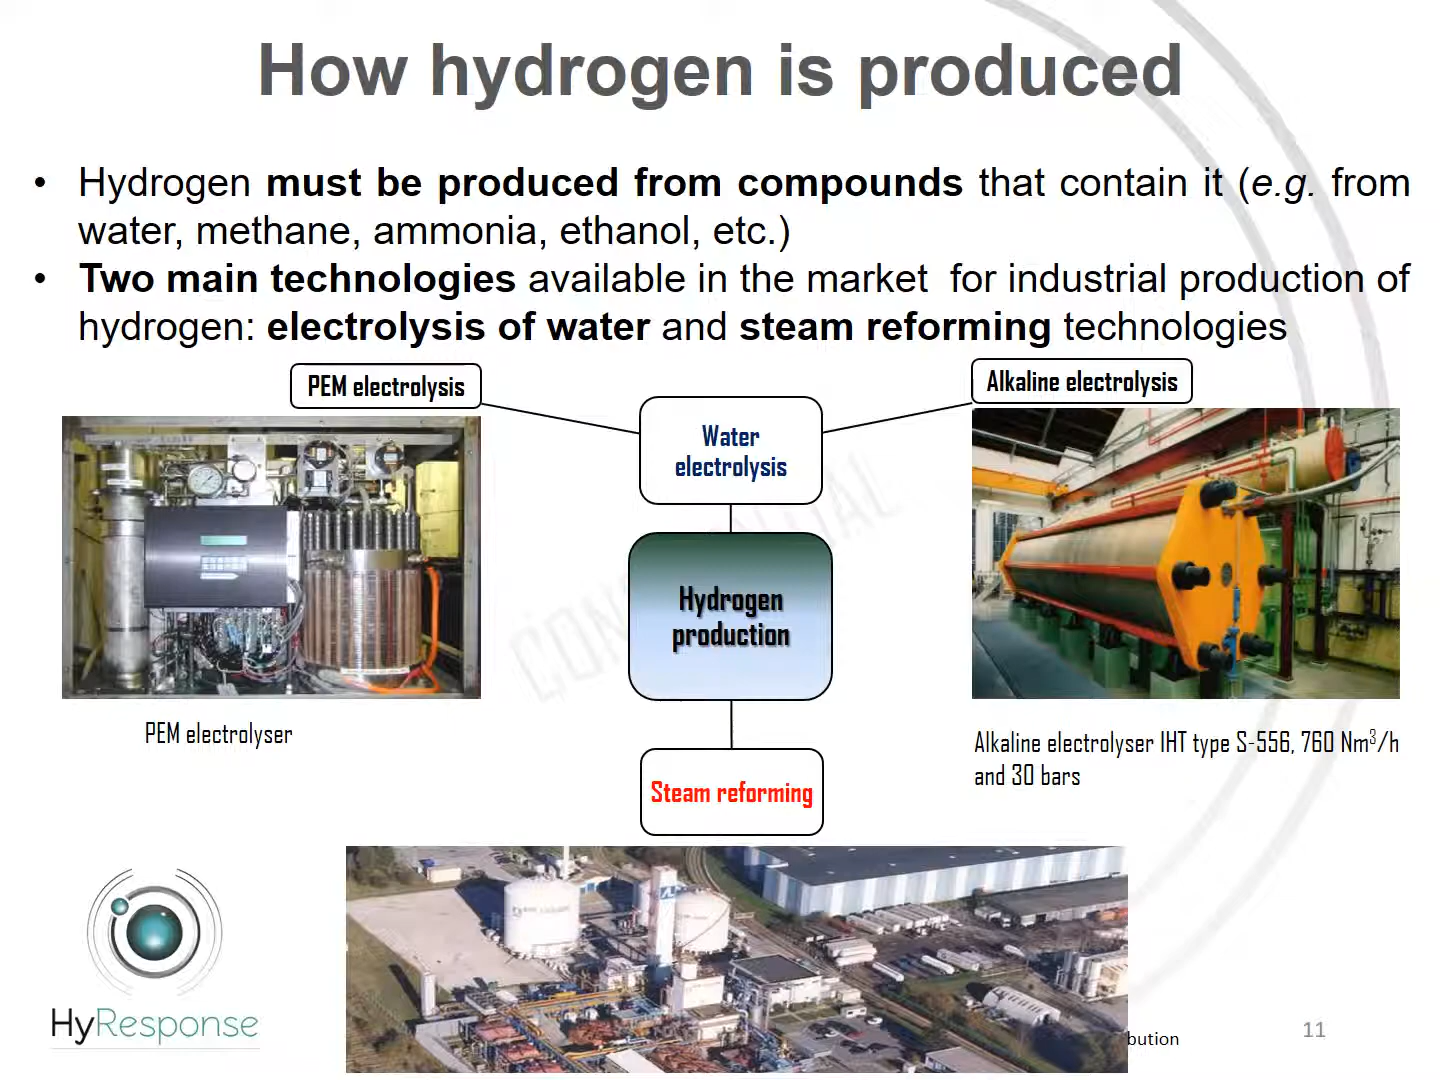 How hydrogen is produced
• Hydrogen must be produced from compounds that contain it (e.g. from
water, methane, ammonia, ethanol, etc.)
• Two main technologies available in the market for industrial production of
hydrogen: electrolysis of water and steam reforming technologies
PEM electrolysis
Alkaline electrolysis
Water
electrolysis
Hydrogen
production
PEM electrolyser
Alkaline electrolyser IHT type S-556, 760 Nm³/h
and 30 bars
Steam reforming
HyResponse
bution
11